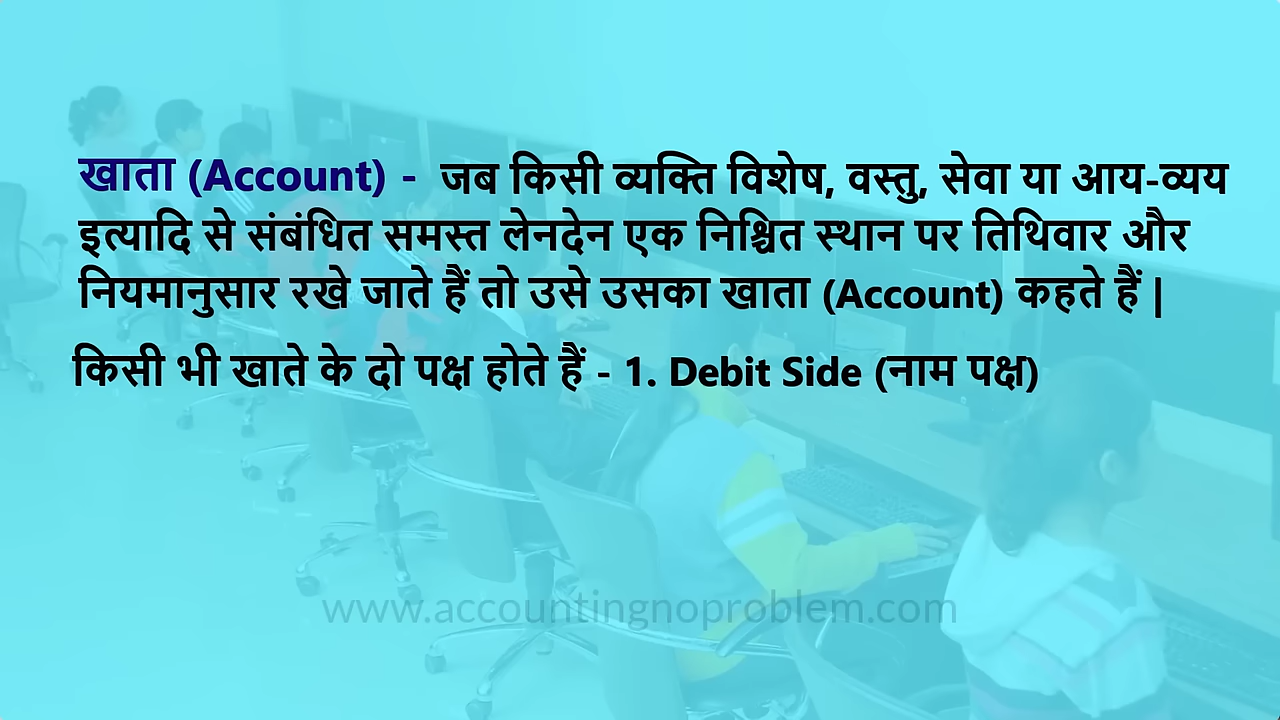 खाता (Account) - जब किसी व्यक्ति विशेष, वस्तु, सेवा या आय-व्यय
इत्यादि से संबंधित समस्त लेनदेन एक निश्चित स्थान पर तिथिवार और
नियमानुसार रखे जाते हैं तो उसे उसका खाता (Account) कहते हैं |
किसी भी खाते के दो पक्ष होते हैं - 1. Debit Side (नाम पक्ष)
www.accountingnoproblem.com